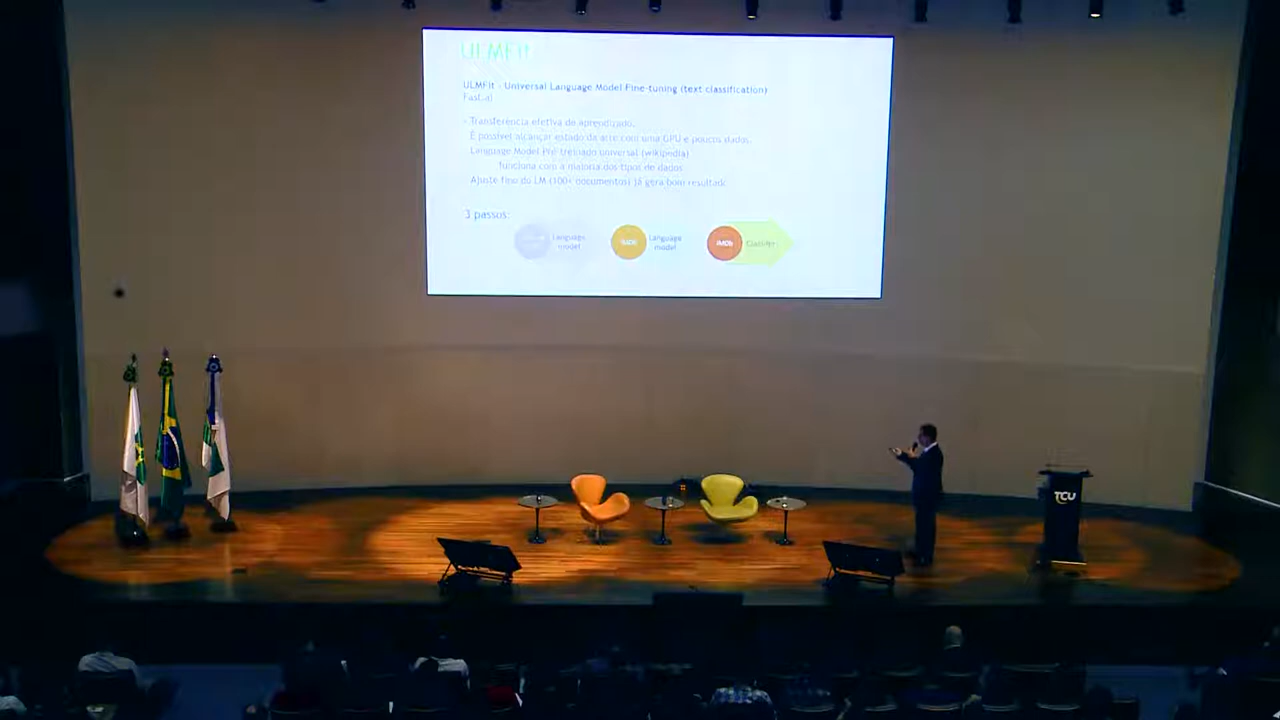 ULMFit
ULMFit - Universal Language Model Fine-tuning (text classification)
Fast.ai
- Transferência efetiva de aprendizado.
É possível alcançar estado da arte com uma GPU e poucos dados.
Language Model Pré-treinado universal (wikipedia)
funciona com a maioria dos tipos de dados
Ajuste fino do LM (100+ documentos) já gera bom resultado
3 passos:
Language model
IMDb
Language model
IMDb
Classifier
TCU